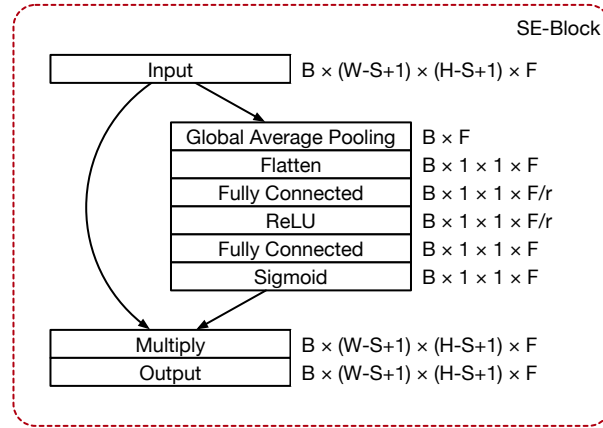 SE-Block
Input B × (W-S+1) × (H-S+1) × F
Global Average Pooling B × F
Flatten B × 1 × 1 × F
Fully Connected B × 1 × 1 × F/r
ReLU B × 1 × 1 × F/r
Fully Connected B × 1 × 1 × F
Sigmoid B × 1 × 1 × F
Multiply B × (W-S+1) × (H-S+1) × F
Output B × (W-S+1) × (H-S+1) × F